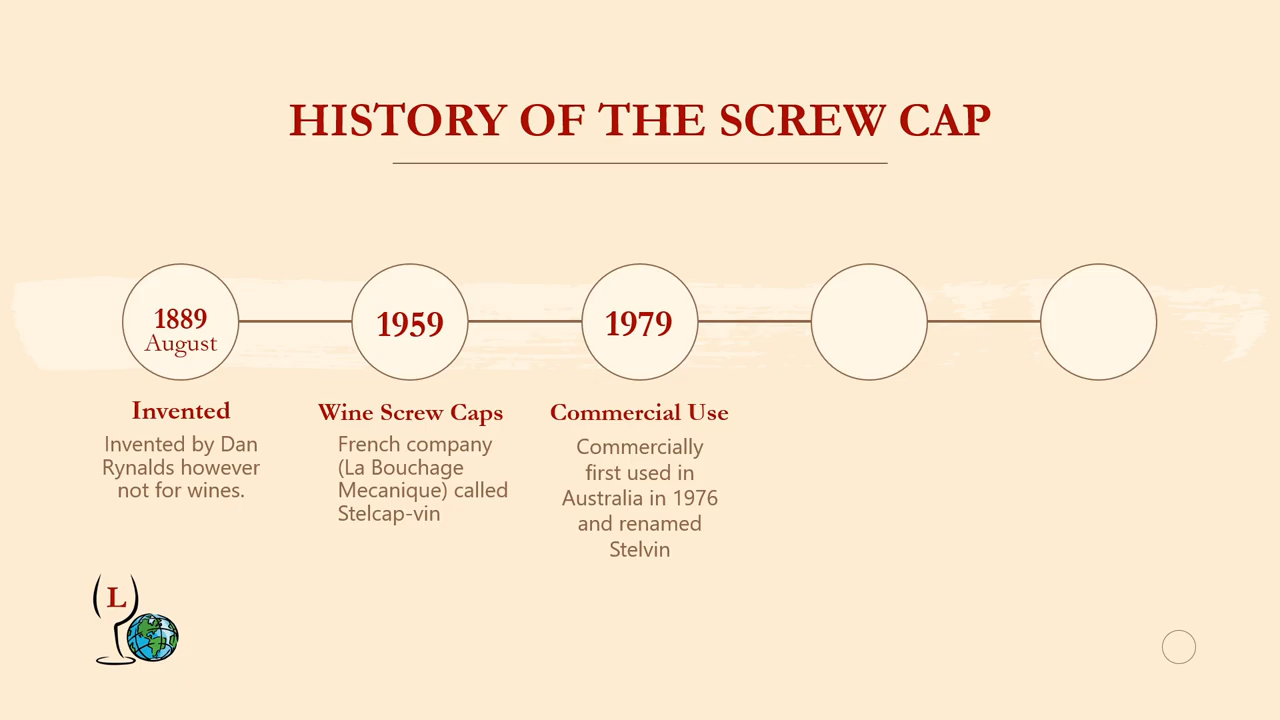 HISTORY OF THE SCREW CAP
1889
August
1959
1979
Invented
Invented by Dan
Rynalds however
not for wines.
Wine Screw Caps
French company
(La Bouchage
Mecanique) called
Stelcap-vin
Commercial Use
Commercially
first used in
Australia in 1976
and renamed
Stelvin
L